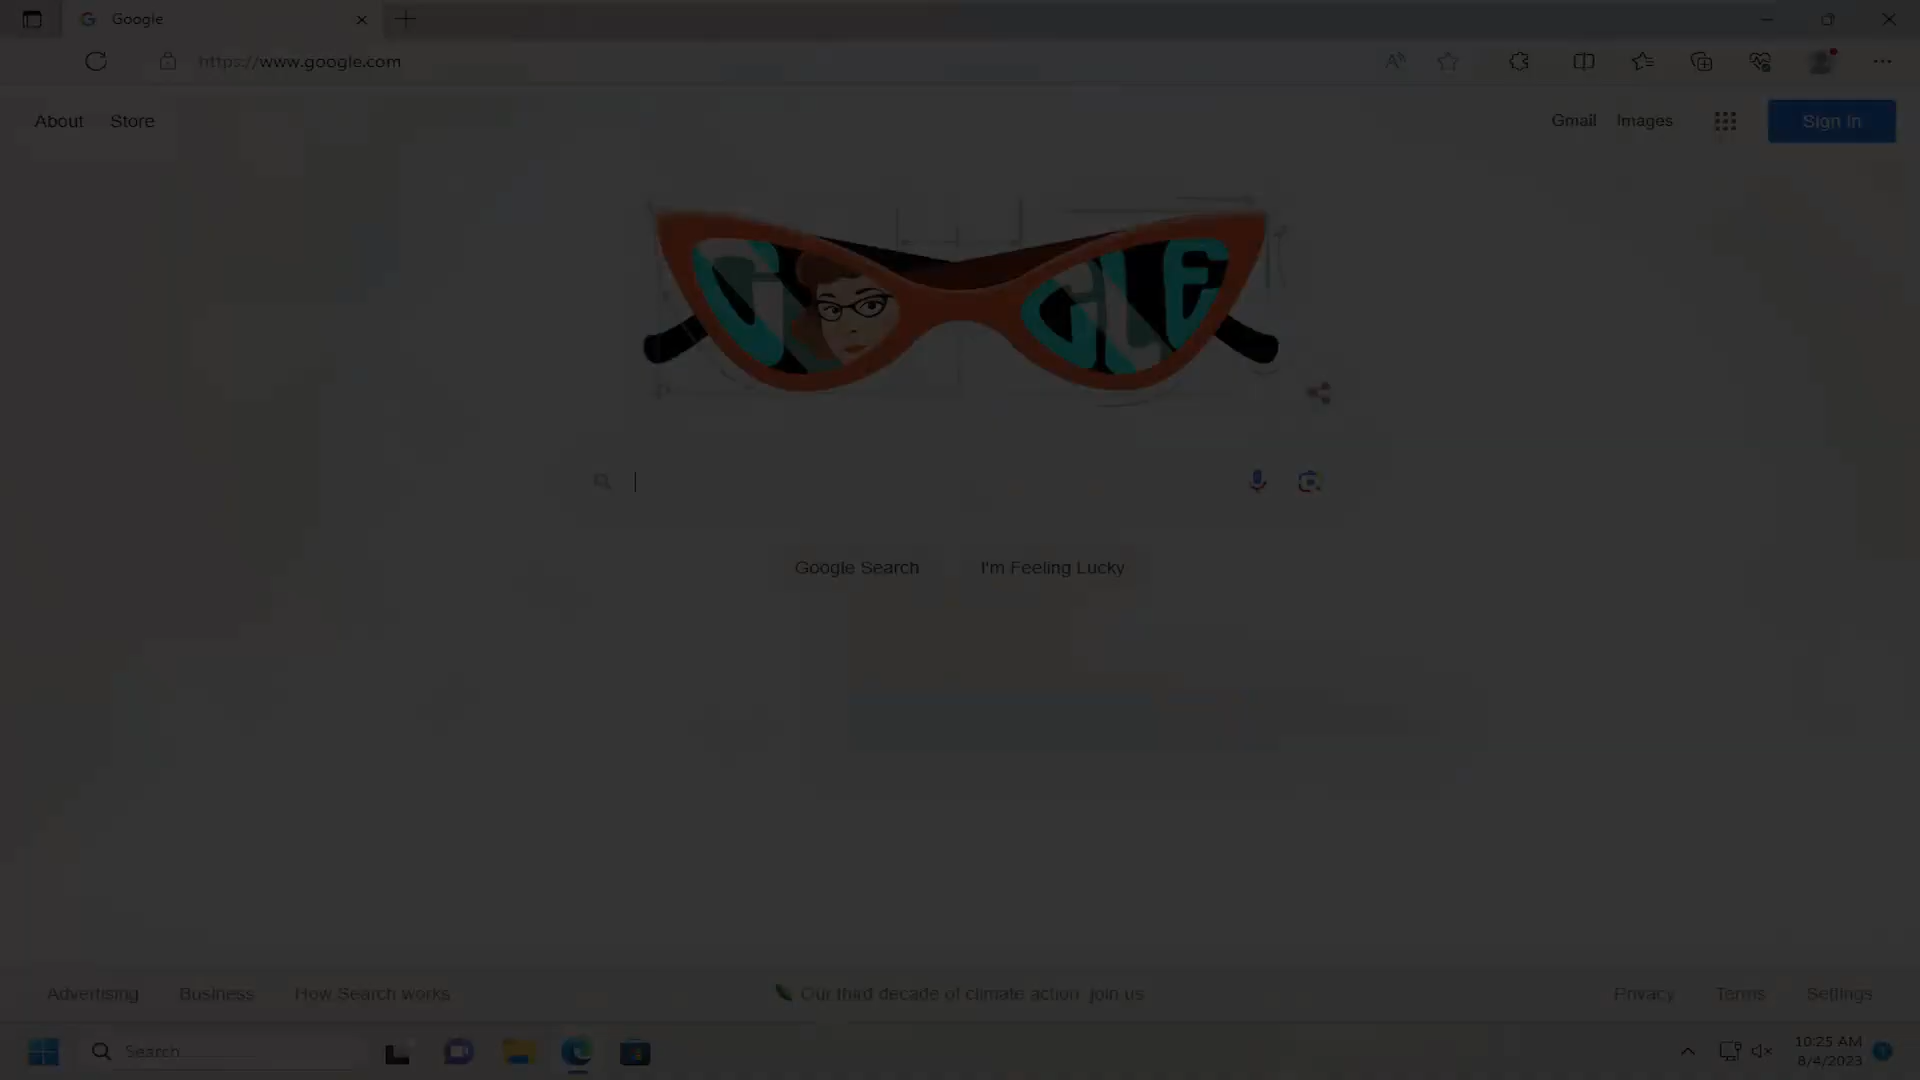 Google
https://www.google.com
About Store
Gmail Images Sign in
G GLE
Google Search I'm Feeling Lucky
Advertising Business How Search works
Our third decade of climate action: join us
Privacy Terms Settings
Search
10:25 AM
8/4/2023